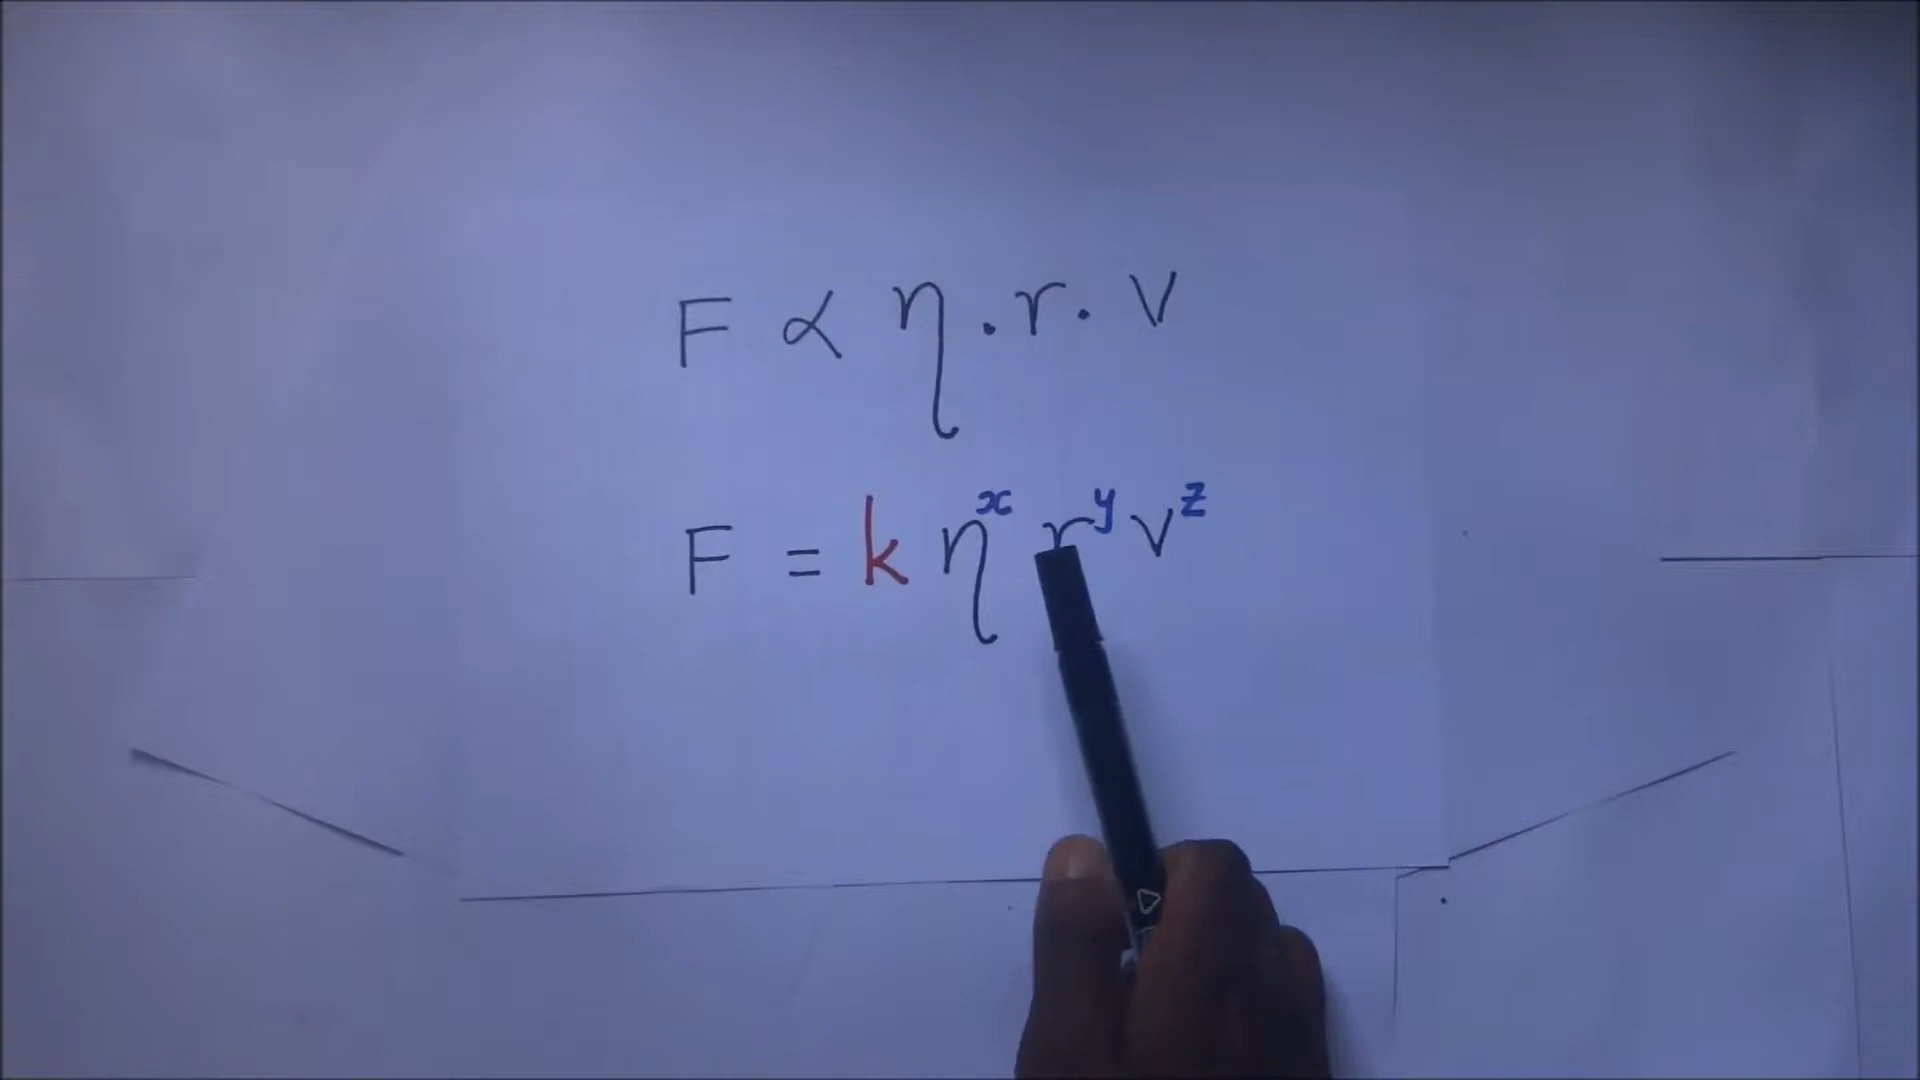 F ∝ η . r . v
F = k η^x r^y v^z